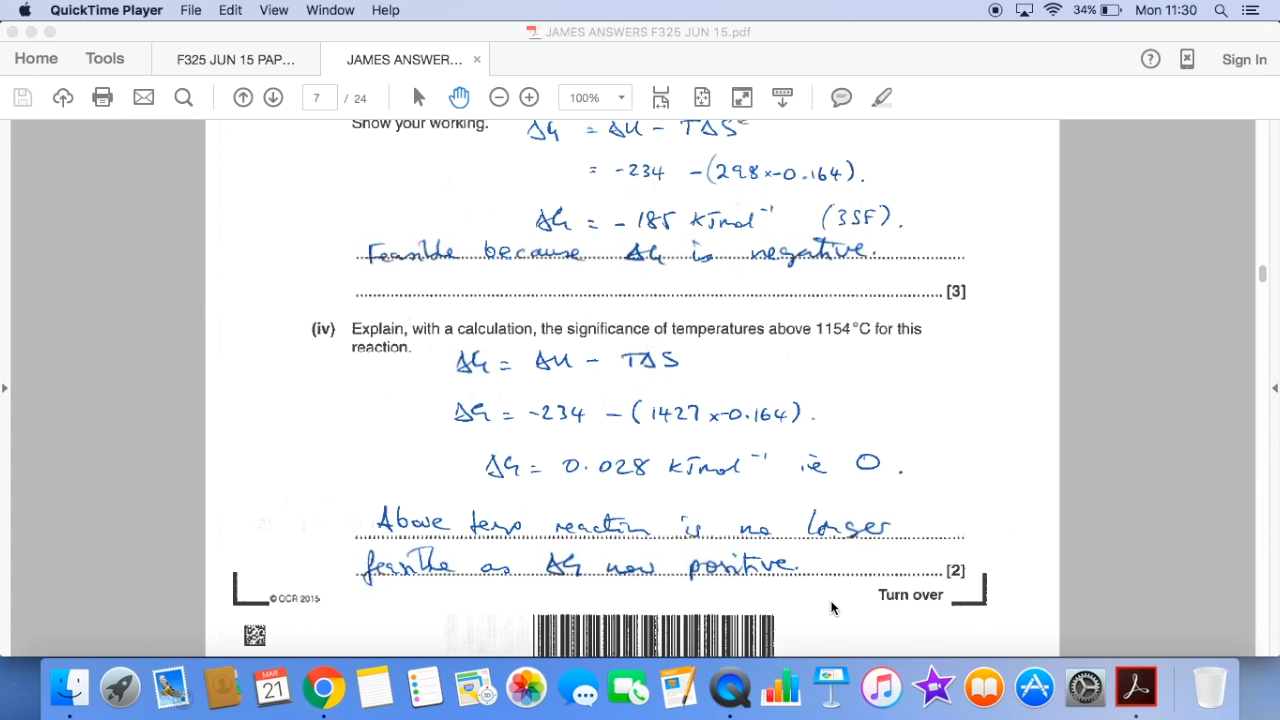 QuickTime Player File Edit View Window Help 34% Mon 11:30
JAMES ANSWERS F325 JUN 15.pdf
Home Tools F325 JUN 15 PAP... JAMES ANSWER... × ? Sign In
7 / 24 100%
Show your working. ΔG = ΔH - TΔS
= -234 -(298 x -0.164).
ΔG = -185 kJmol⁻¹ (3SF).
Feasible because ΔG is negative.
[3]
(iv) Explain, with a calculation, the significance of temperatures above 1154 °C for this
reaction.
ΔG = ΔH - TΔS
ΔG = -234 - (1427 x -0.164).
ΔG = 0.028 kJmol⁻¹ ie 0.
Above temp reaction is no longer
feasible as ΔG now positive. [2]
© OCR 2015 Turn over
MAR
21